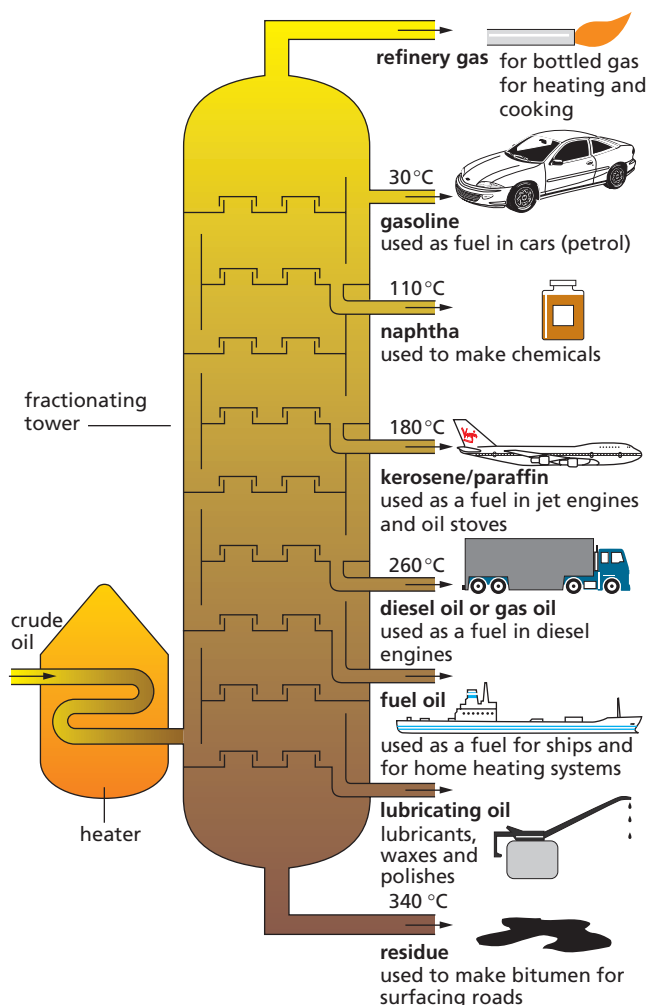 refinery gas
for bottled gas
for heating and
cooking
30°C
gasoline
used as fuel in cars (petrol)
110°C
naphtha
used to make chemicals
fractionating
tower
180°C
kerosene/paraffin
used as a fuel in jet engines
and oil stoves
260°C
diesel oil or gas oil
used as a fuel in diesel
engines
crude
oil
fuel oil
used as a fuel for ships and
for home heating systems
heater
lubricating oil
lubricants,
waxes and
polishes
340 °C
residue
used to make bitumen for
surfacing roads